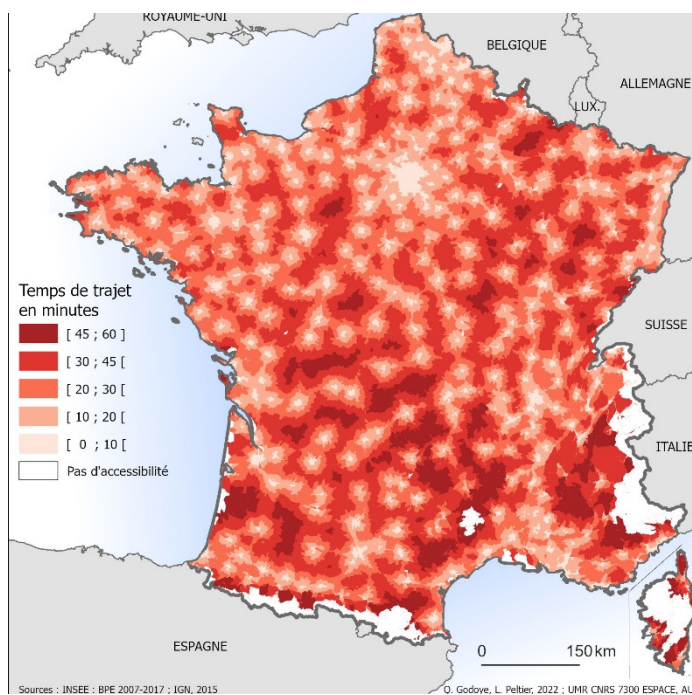 ROYAUME-UNI
BELGIQUE
ALLEMAGNE
LUX.
Temps de trajet
en minutes
[ 45 ; 60 ]
[ 30 ; 45 [
[ 20 ; 30 [
[ 10 ; 20 [
[ 0 ; 10 [
Pas d'accessibilité
SUISSE
ITALIE
ESPAGNE
0 150 km
Sources : INSEE : BPE 2007-2017 ; IGN, 2015
O. Godoye, L. Peltier, 2022 ; UMR CNRS 7300 ESPACE,